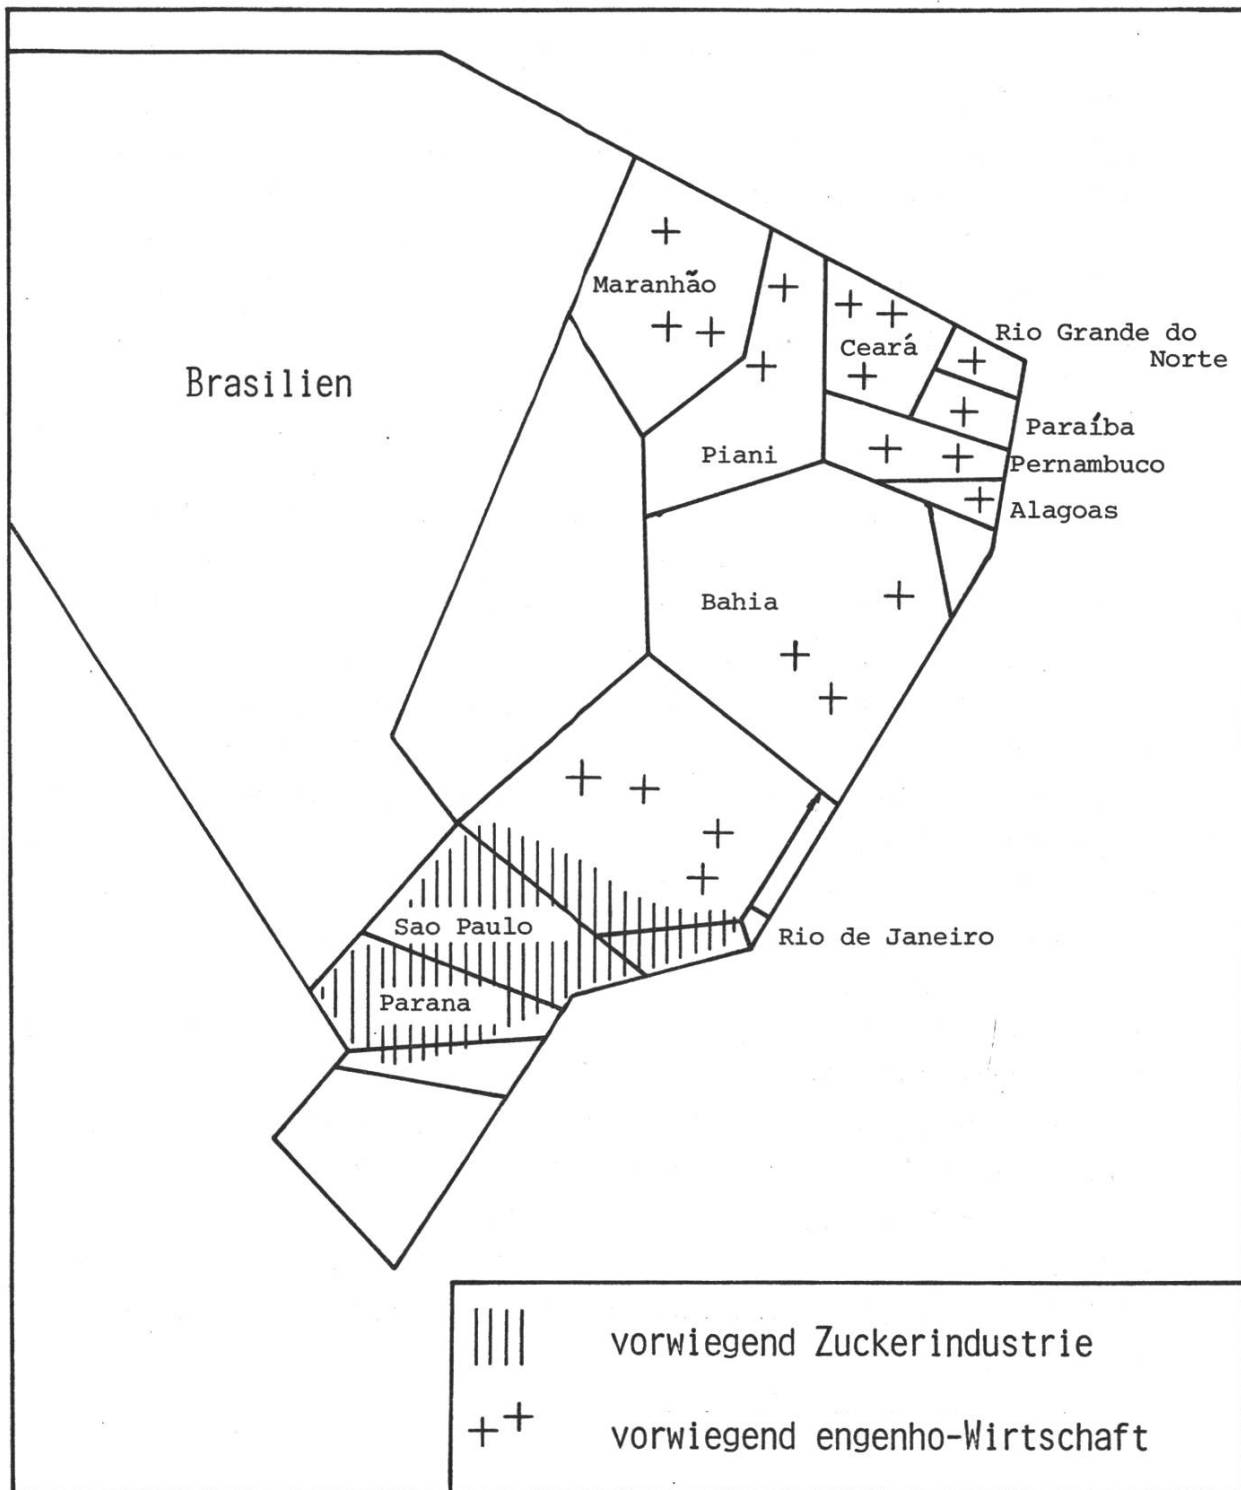 Maranhão
Rio Grande do
Norte
Ceará
Brasilien
Paraíba
Piani
Pernambuco
Alagoas
Bahia
Sao Paulo
Rio de Janeiro
Parana
vorwiegend Zuckerindustrie
vorwiegend engenho-Wirtschaft